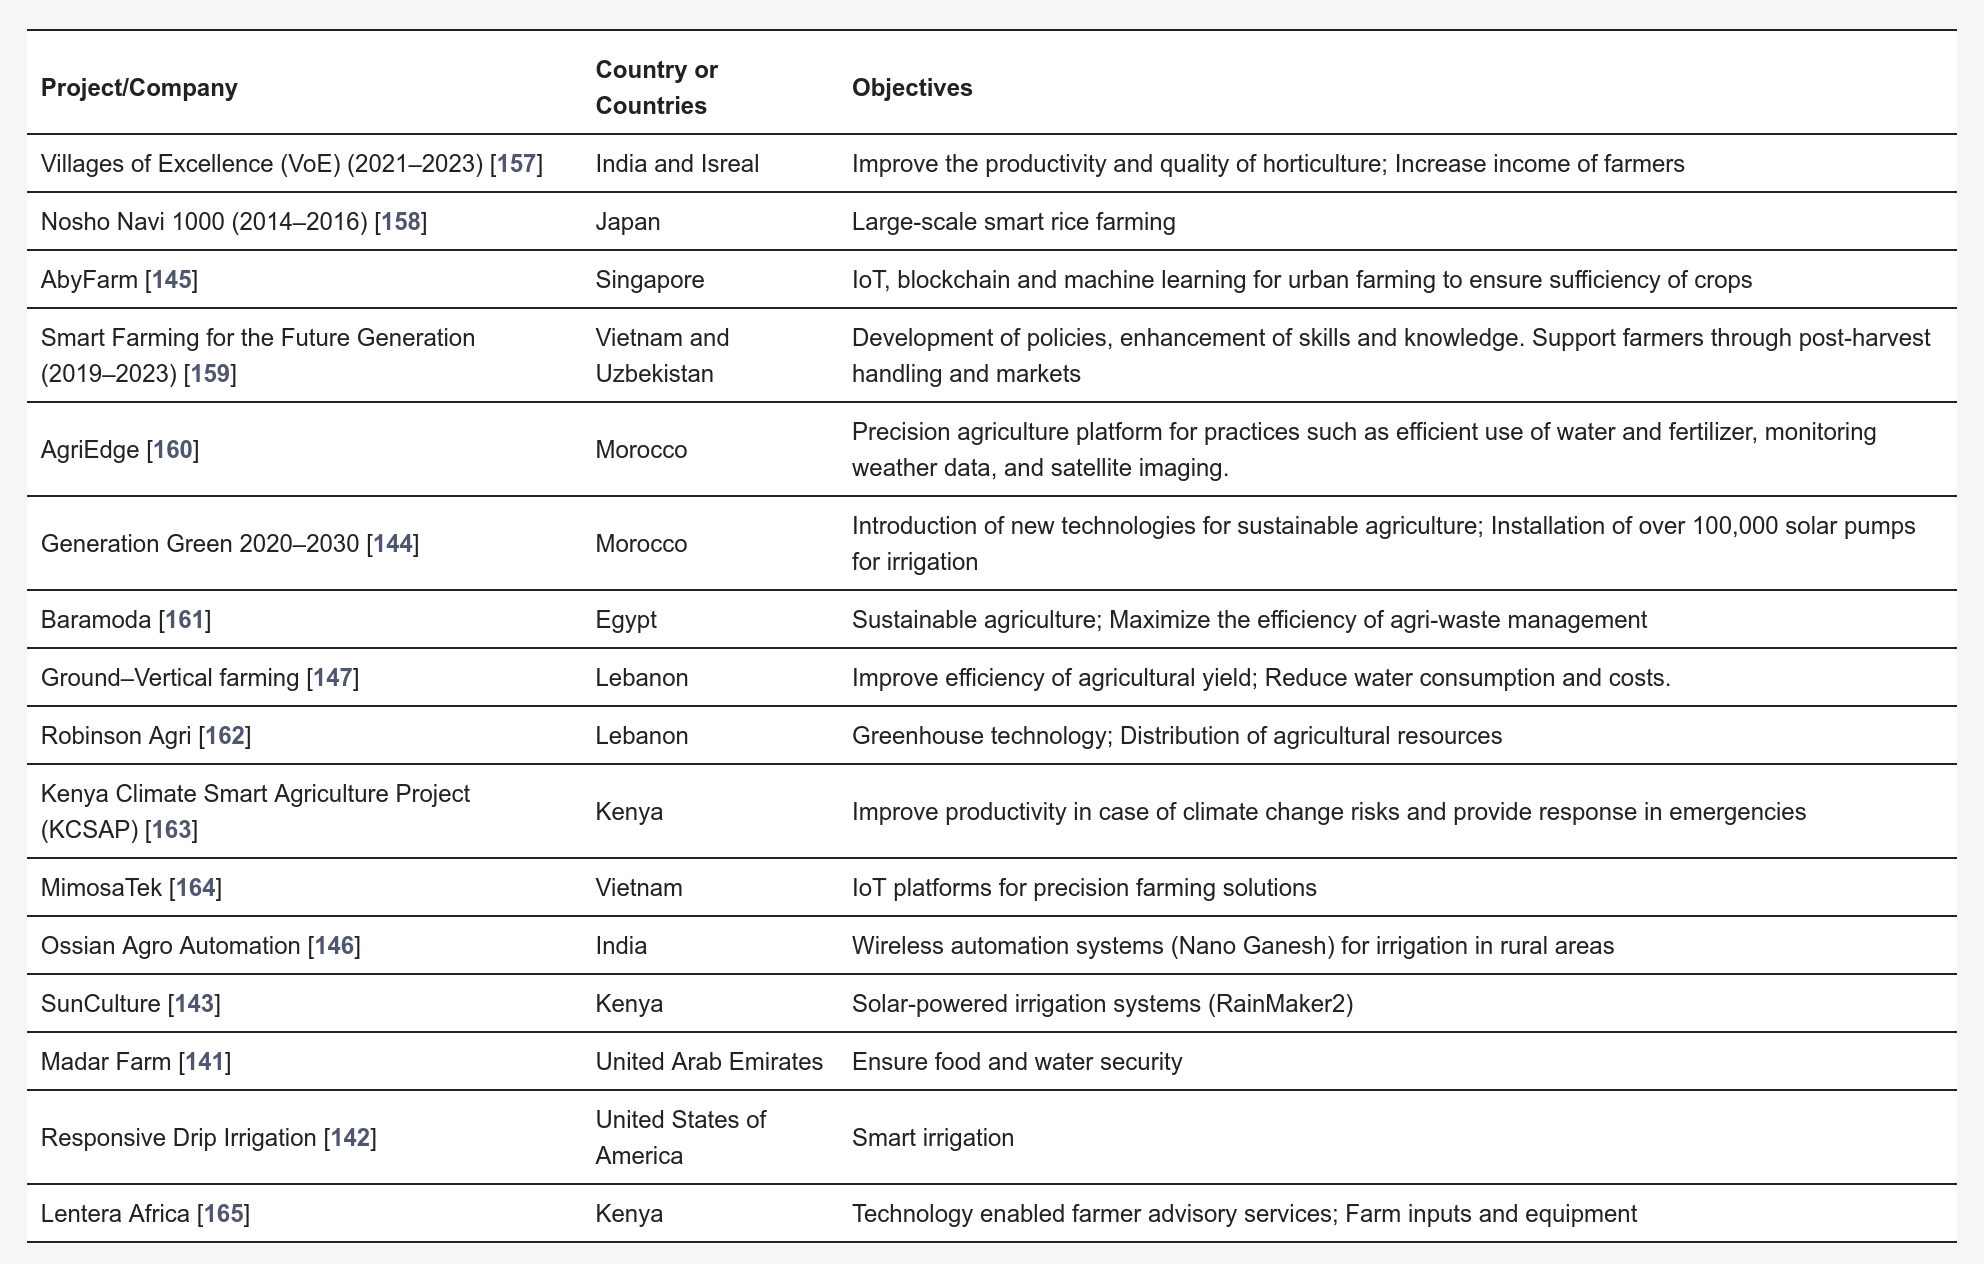 Project/Company
Country or
Countries
Objectives
Villages of Excellence (VoE) (2021–2023) [157]
India and Isreal
Improve the productivity and quality of horticulture; Increase income of farmers
Nosho Navi 1000 (2014–2016) [158]
Japan
Large-scale smart rice farming
AbyFarm [145]
Singapore
IoT, blockchain and machine learning for urban farming to ensure sufficiency of crops
Smart Farming for the Future Generation
(2019–2023) [159]
Vietnam and
Uzbekistan
Development of policies, enhancement of skills and knowledge. Support farmers through post-harvest
handling and markets
AgriEdge [160]
Morocco
Precision agriculture platform for practices such as efficient use of water and fertilizer, monitoring
weather data, and satellite imaging.
Generation Green 2020–2030 [144]
Morocco
Introduction of new technologies for sustainable agriculture; Installation of over 100,000 solar pumps
for irrigation
Baramoda [161]
Egypt
Sustainable agriculture; Maximize the efficiency of agri-waste management
Ground–Vertical farming [147]
Lebanon
Improve efficiency of agricultural yield; Reduce water consumption and costs.
Robinson Agri [162]
Lebanon
Greenhouse technology; Distribution of agricultural resources
Kenya Climate Smart Agriculture Project
(KCSAP) [163]
Kenya
Improve productivity in case of climate change risks and provide response in emergencies
MimosaTek [164]
Vietnam
IoT platforms for precision farming solutions
Ossian Agro Automation [146]
India
Wireless automation systems (Nano Ganesh) for irrigation in rural areas
SunCulture [143]
Kenya
Solar-powered irrigation systems (RainMaker2)
Madar Farm [141]
United Arab Emirates
Ensure food and water security
Responsive Drip Irrigation [142]
United States of
America
Smart irrigation
Lentera Africa [165]
Kenya
Technology enabled farmer advisory services; Farm inputs and equipment